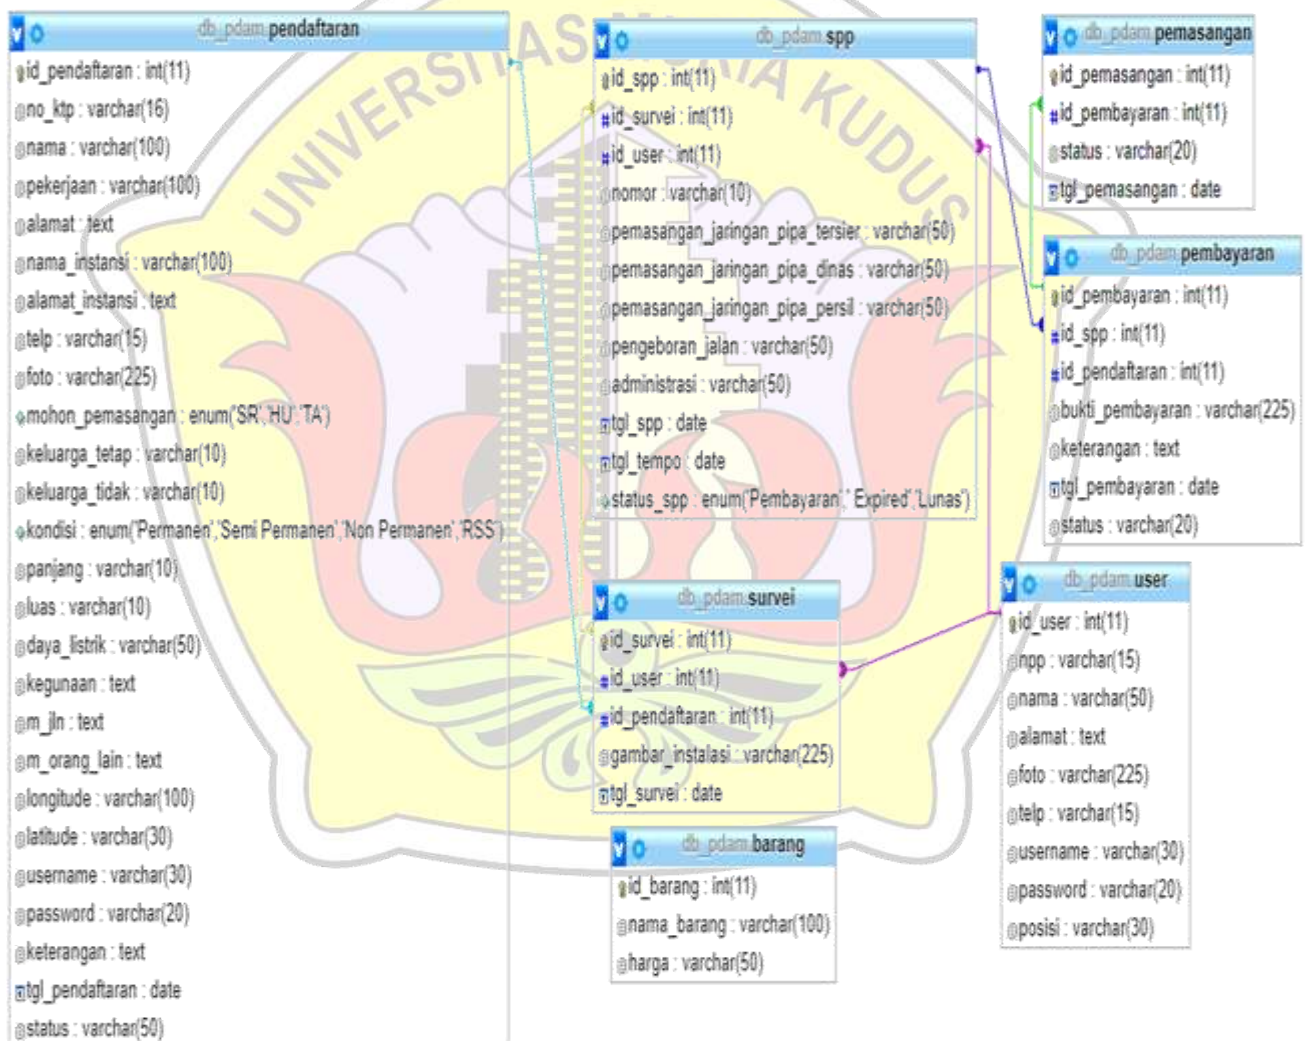 db_pdam.pendaftaran
id_pendaftaran : int(11)
no_ktp : varchar(16)
nama : varchar(100)
pekerjaan : varchar(100)
alamat : text
nama_instansi : varchar(100)
alamat_instansi : text
telp : varchar(15)
foto : varchar(225)
mohon_pemasangan : enum('SR','HU','TA')
keluarga_tetap : varchar(10)
keluarga_tidak : varchar(10)
kondisi : enum('Permanen','Semi Permanen','Non Permanen','RSS')
panjang : varchar(10)
luas : varchar(10)
daya_listrik : varchar(50)
kegunaan : text
m_jln : text
m_orang_lain : text
longitude : varchar(100)
latitude : varchar(30)
username : varchar(30)
password : varchar(20)
keterangan : text
tgl_pendaftaran : date
status : varchar(50)
db_pdam.spp
id_spp : int(11)
id_survei : int(11)
id_user : int(11)
nomor : varchar(10)
pemasangan_jaringan_pipa_tersier : varchar(50)
pemasangan_jaringan_pipa_dinas : varchar(50)
pemasangan_jaringan_pipa_persil : varchar(50)
pengeboran_jalan : varchar(50)
administrasi : varchar(50)
tgl_spp : date
tgl_tempo : date
status_spp : enum('Pembayaran',' Expired','Lunas')
db_pdam.survei
id_survei : int(11)
id_user : int(11)
id_pendaftaran : int(11)
gambar_instalasi : varchar(225)
tgl_survei : date
db_pdam.barang
id_barang : int(11)
nama_barang : varchar(100)
harga : varchar(50)
db_pdam.pemasangan
id_pemasangan : int(11)
id_pembayaran : int(11)
status : varchar(20)
tgl_pemasangan : date
db_pdam.pembayaran
id_pembayaran : int(11)
id_spp : int(11)
id_pendaftaran : int(11)
bukti_pembayaran : varchar(225)
keterangan : text
tgl_pembayaran : date
status : varchar(20)
db_pdam.user
id_user : int(11)
npp : varchar(15)
nama : varchar(50)
alamat : text
foto : varchar(225)
telp : varchar(15)
username : varchar(30)
password : varchar(20)
posisi : varchar(30)
UNIVERSITAS MURIA KUDUS